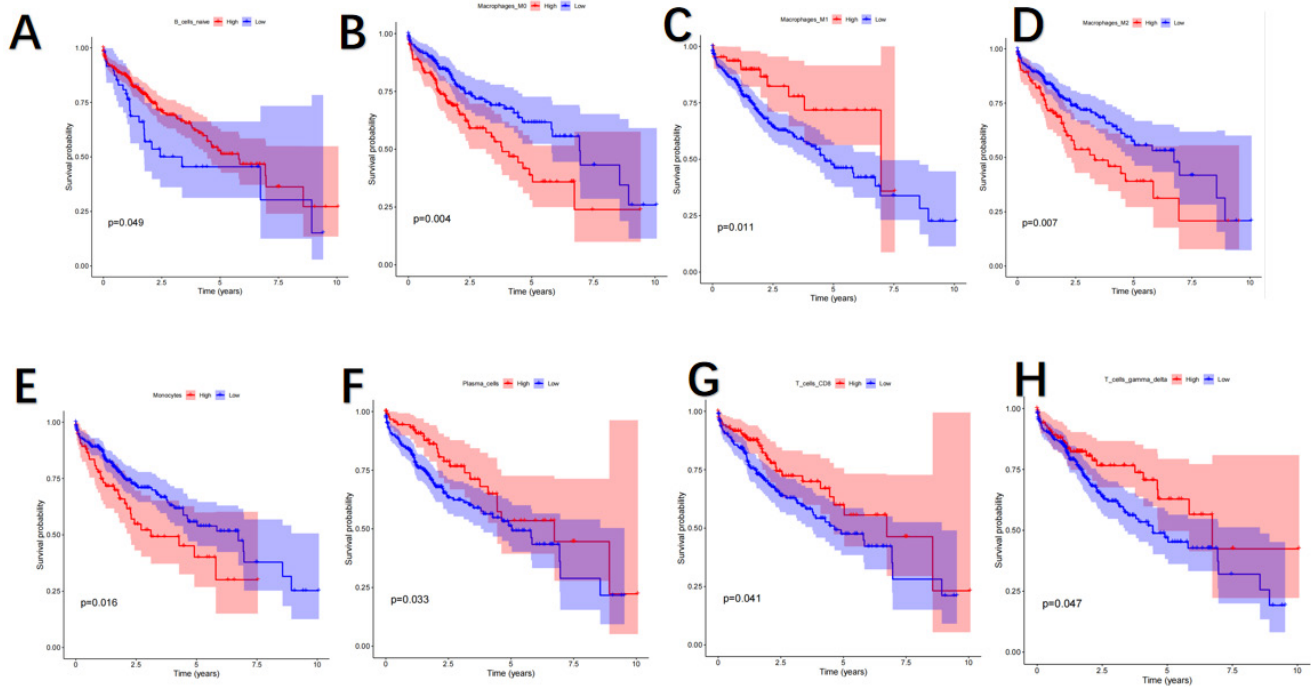 A
B_cells_naive High Low
Survival probability
1.00
0.75
0.50
0.25
0.00
p=0.049
0 2.5 5 7.5 10
Time (years)
B
Macrophages_M0 High Low
Survival probability
1.00
0.75
0.50
0.25
0.00
p=0.004
0 2.5 5 7.5 10
Time (years)
C
Macrophages_M1 High Low
Survival probability
1.00
0.75
0.50
0.25
0.00
p=0.011
0 2.5 5 7.5 10
Time (years)
D
Macrophages_M2 High Low
Survival probability
1.00
0.75
0.50
0.25
0.00
p=0.007
0 2.5 5 7.5 10
Time (years)
E
Monocytes High Low
Survival probability
1.00
0.75
0.50
0.25
0.00
p=0.016
0 2.5 5 7.5 10
Time (years)
F
Plasma_cells High Low
Survival probability
1.00
0.75
0.50
0.25
0.00
p=0.033
0 2.5 5 7.5 10
Time (years)
G
T_cells_CD8 High Low
Survival probability
1.00
0.75
0.50
0.25
0.00
p=0.041
0 2.5 5 7.5 10
Time (years)
H
T_cells_gamma_delta High Low
Survival probability
1.00
0.75
0.50
0.25
0.00
p=0.047
0 2.5 5 7.5 10
Time (years)